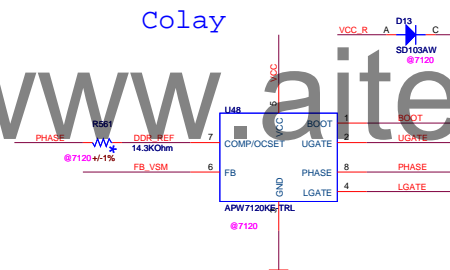 Colay
D13
VCC_R A C
SD103AW
@7120
VCC
www.aite
U48
5
VCC
BOOT 1 BOOT
R561
PHASE DDR_REF 7 COMP/OCSET UGATE 2 UGATE
14.3KOhm
@7120 +/-1%
*
FB_VSM 6 FB PHASE 8 PHASE
GND
LGATE 4 LGATE
APW7120KE-TRL
@7120